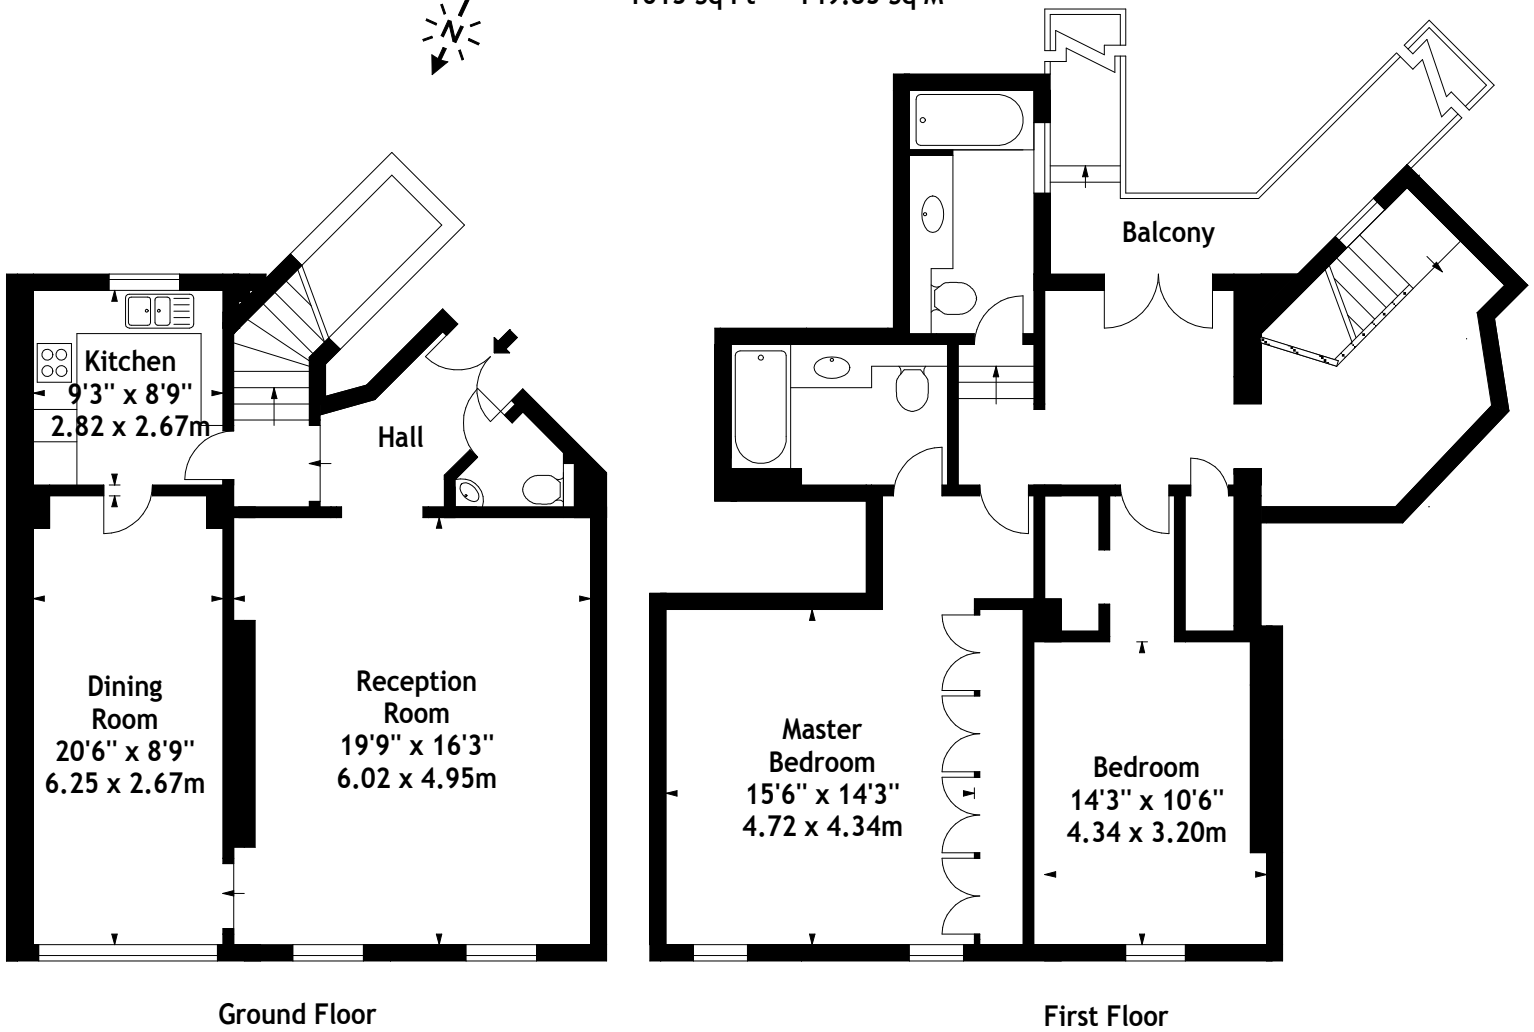 N
Kitchen
9'3" x 8'9"
2.82 x 2.67m
Hall
Dining
Room
20'6" x 8'9"
6.25 x 2.67m
Reception
Room
19'9" x 16'3"
6.02 x 4.95m
Ground Floor
Balcony
Master
Bedroom
15'6" x 14'3"
4.72 x 4.34m
Bedroom
14'3" x 10'6"
4.34 x 3.20m
First Floor